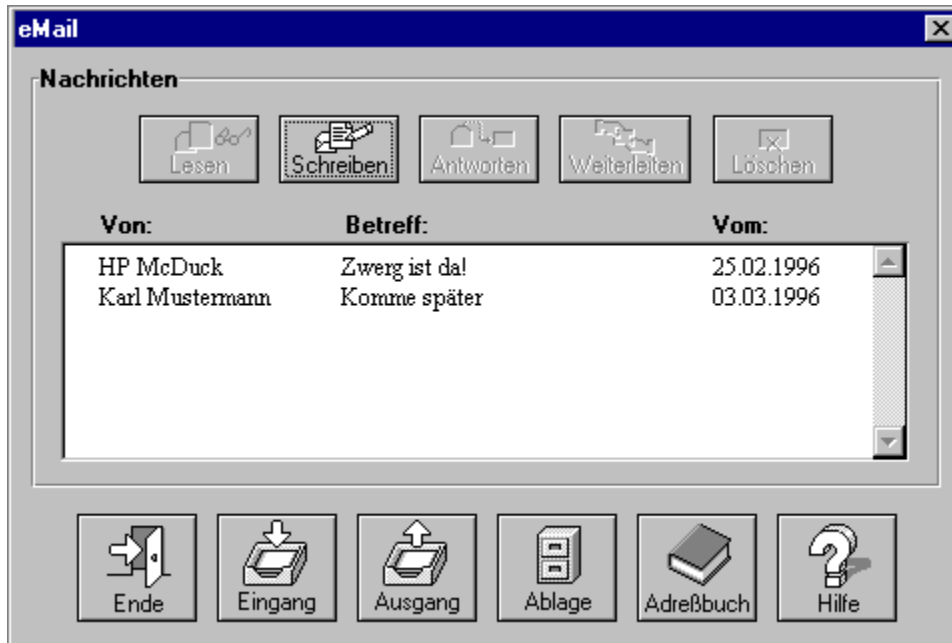 eMail
Nachrichten
Lesen Schreiben Antworten Weiterleiten Löschen
Von: Betreff: Vom:
HP McDuck Zwerg ist da! 25.02.1996
Karl Mustermann Komme später 03.03.1996
Ende Eingang Ausgang Ablage Adreßbuch Hilfe